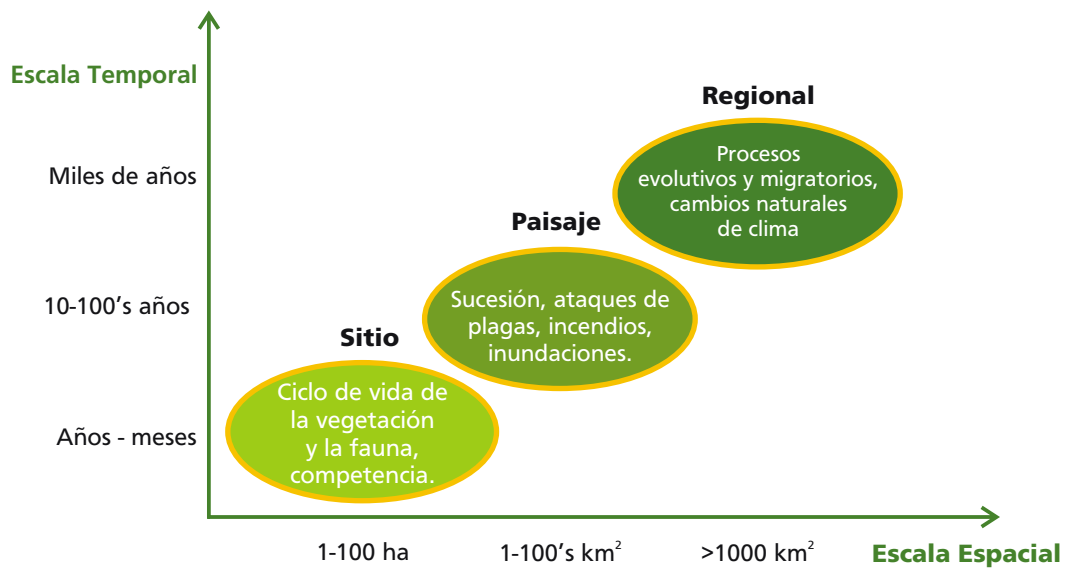 Escala Temporal
Regional
Procesos
evolutivos y migratorios,
cambios naturales
de clima
Miles de años
Paisaje
Sucesión, ataques de
plagas, incendios,
inundaciones.
10-100's años
Sitio
Ciclo de vida de
la vegetación
y la fauna,
competencia.
Años - meses
1-100 ha
1-100's km²
>1000 km²
Escala Espacial